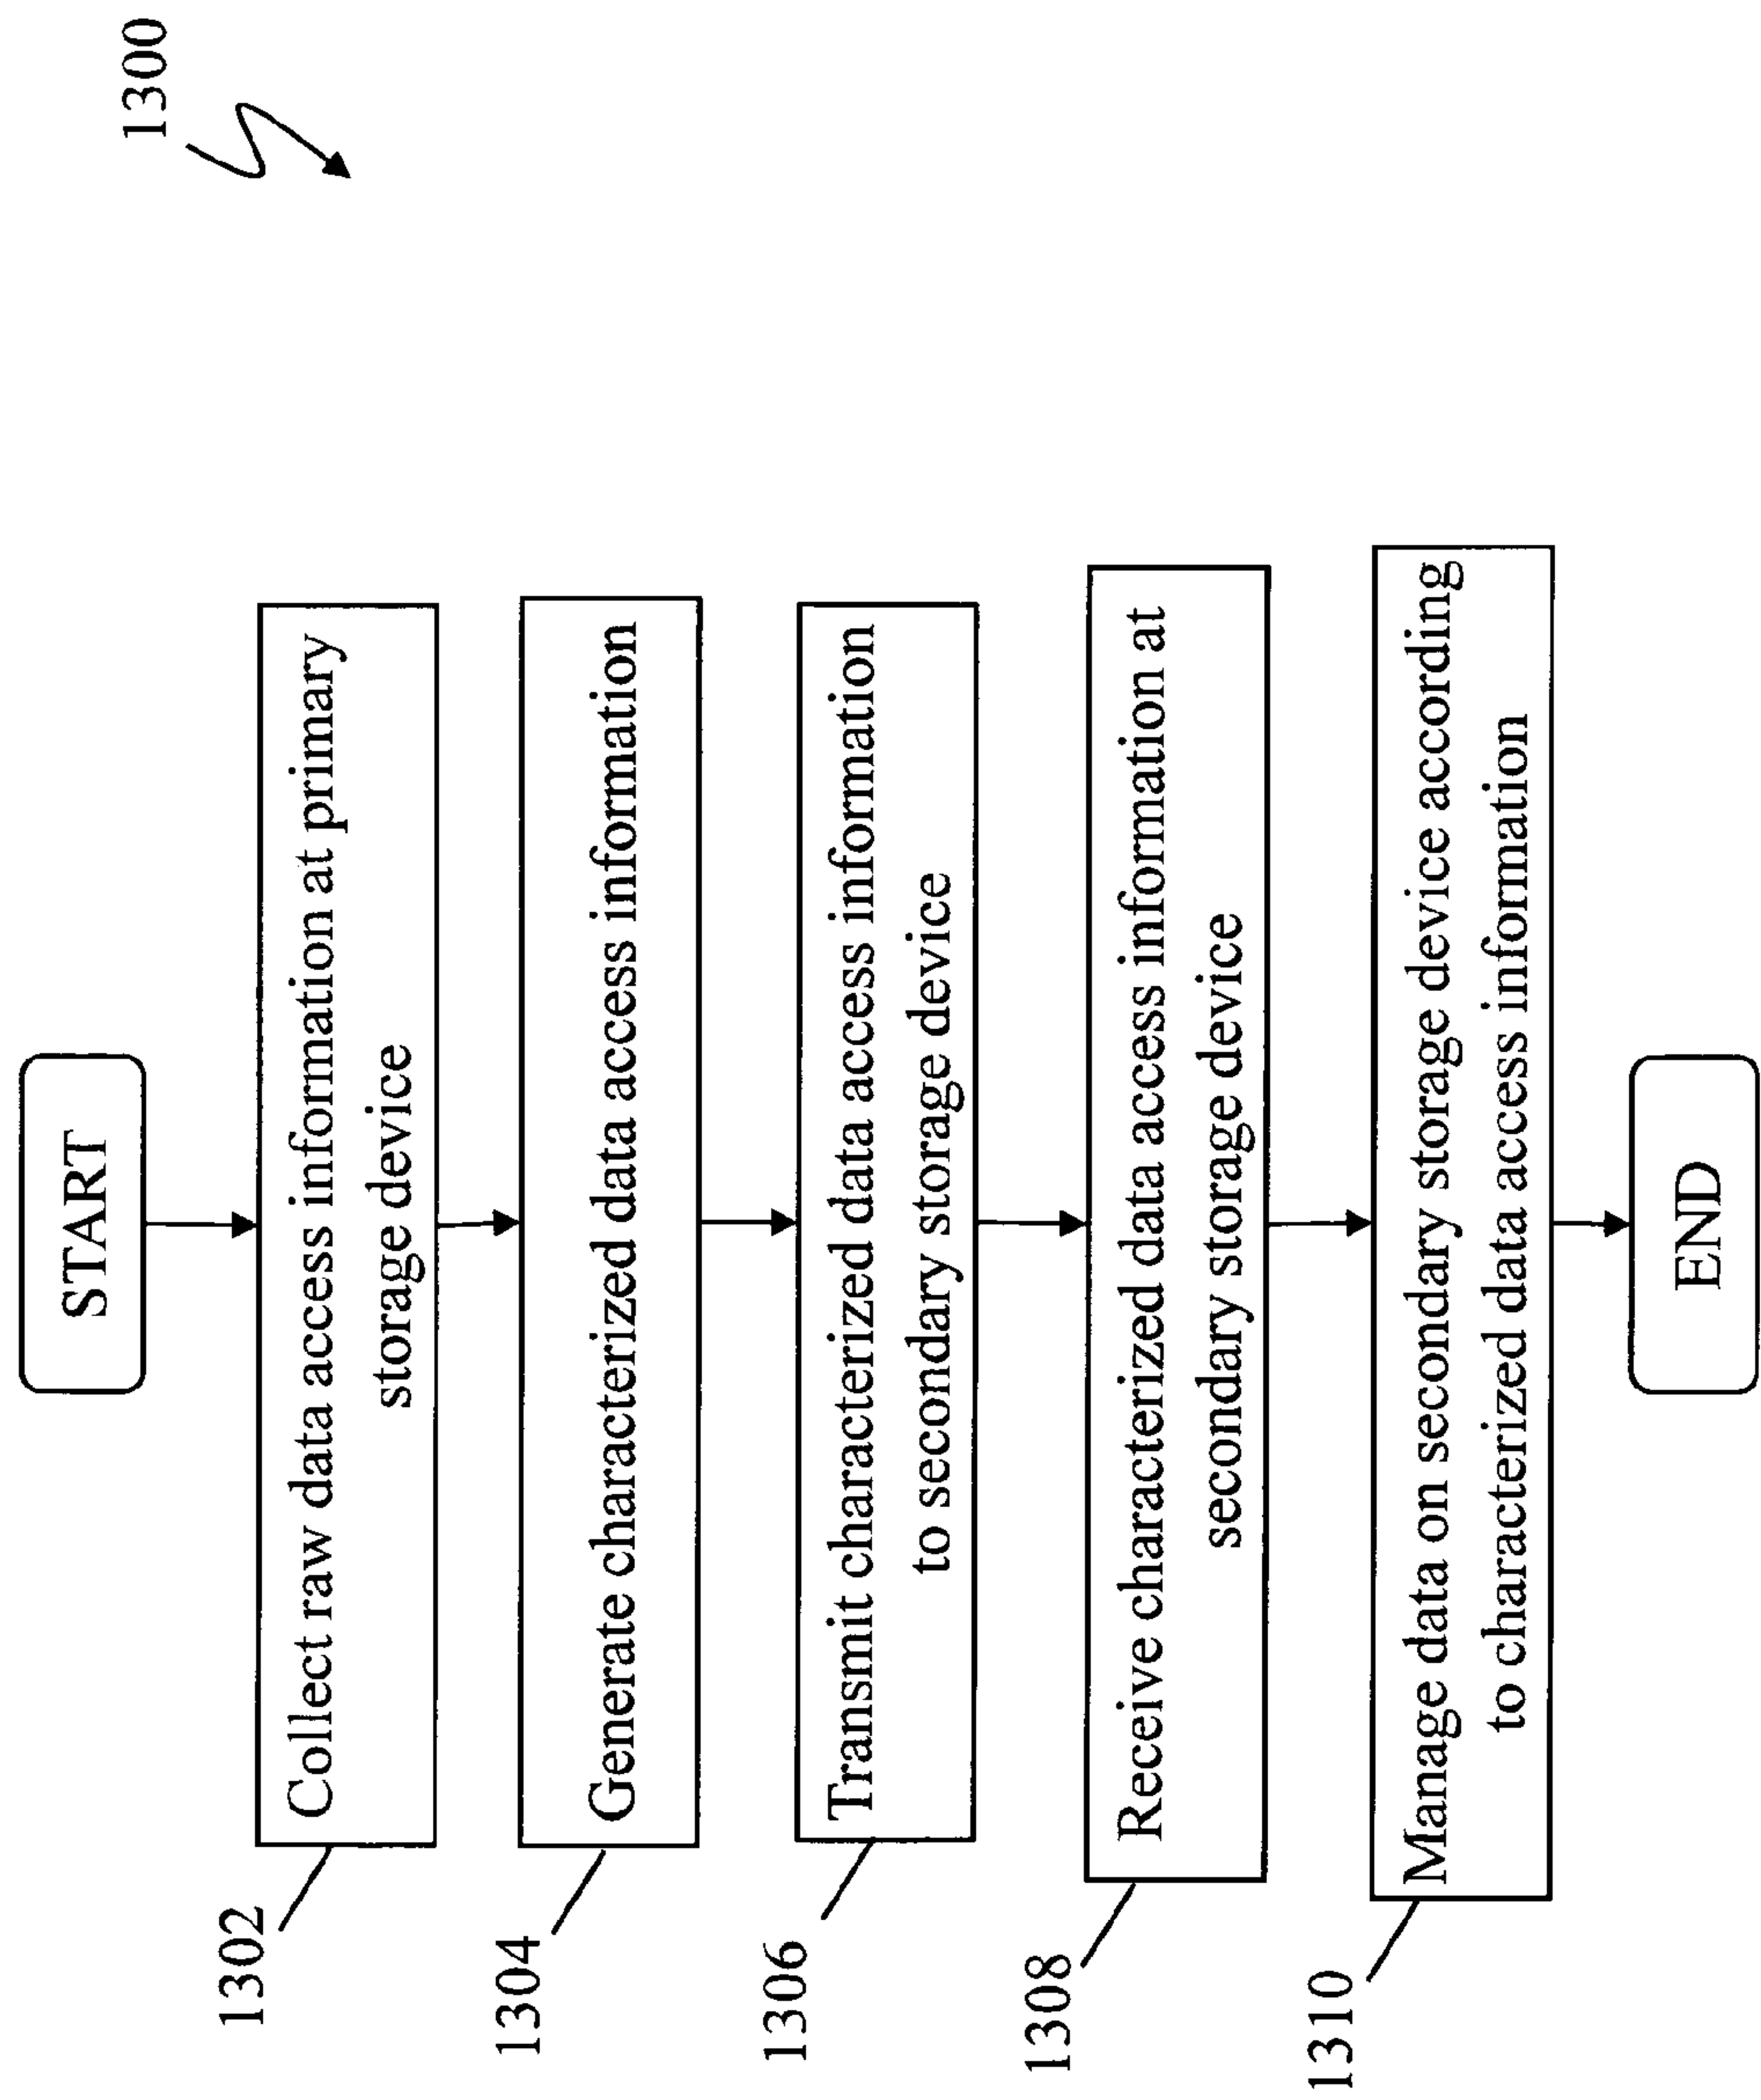 1300
START
1302
Collect raw data access information at primary
storage device
1304
Generate characterized data access information
1306
Transmit characterized data access information
to secondary storage device
1308
Receive characterized data access information at
secondary storage device
1310
Manage data on secondary storage device according
to characterized data access information
END